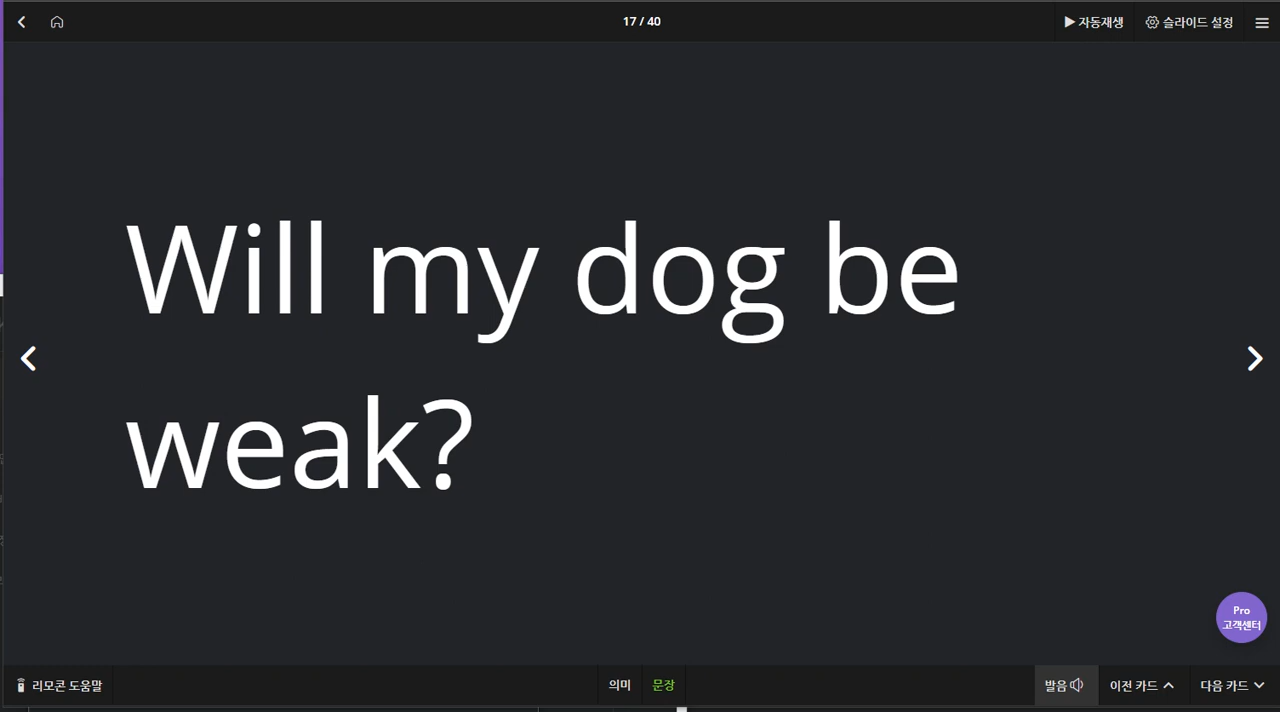 17 / 40
자동재생
슬라이드 설정
Will my dog be
weak?
Pro
고객센터
리모콘 도움말
의미
문장
발음
이전 카드
다음 카드